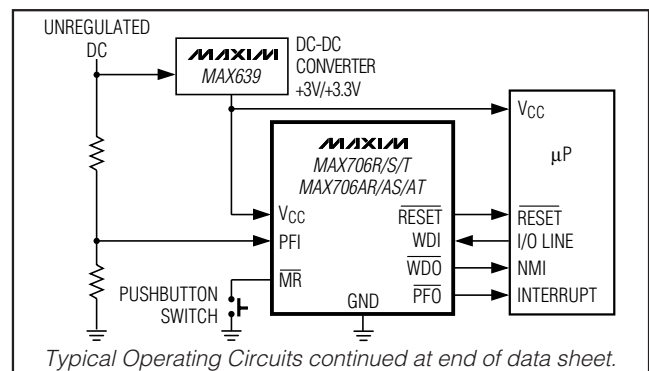 UNREGULATED
DC
MAXIM
MAX639
DC-DC
CONVERTER
+3V/+3.3V
VCC
μP
MAXIM
MAX706R/S/T
MAX706AR/AS/AT
VCC
RESET
RESET
PFI
WDI
I/O LINE
MR
WDO
NMI
PUSHBUTTON
SWITCH
GND
PFO
INTERRUPT
Typical Operating Circuits continued at end of data sheet.